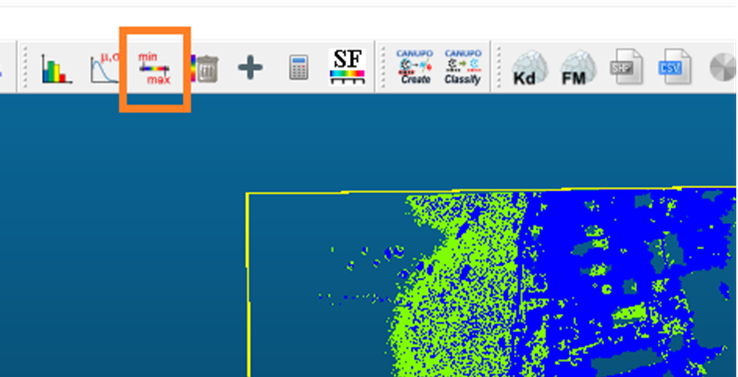 μ,σ
min
max
SF
CANUPO
Create
CANUPO
Classify
Kd
FM
SHP
CSV